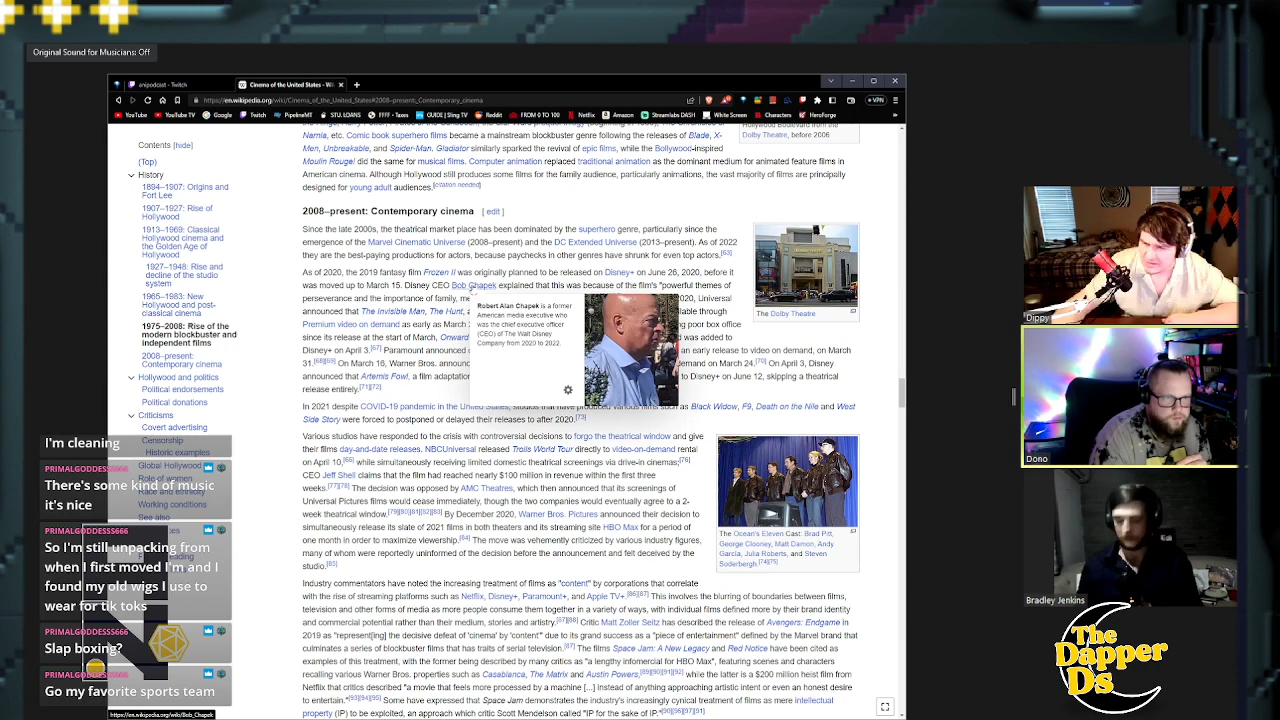 Original Sound for Musicians: Off
anipodcast - Twitch
Cinema of the United States - Wi
https://en.wikipedia.org/wiki/Cinema_of_the_United_States#2008–present:_Contemporary_cinema
VPN
YouTube
YouTube TV
Google
Twitch
PipelineMT
STU. LOANS
FFFF - Taxes
GUIDE | Sling TV
Reddit
FROM 0 TO 100
Netflix
Amazon
Streamlabs DASH
White Screen
Characters
HeroForge
Contents [hide]
(Top)
History
1894–1907: Origins and
Fort Lee
1907–1927: Rise of
Hollywood
1913–1969: Classical
Hollywood cinema and
the Golden Age of
Hollywood
1927–1948: Rise and
decline of the studio
system
1965–1983: New
Hollywood and post-
classical cinema
1975–2008: Rise of the
modern blockbuster and
independent films
2008–present:
Contemporary cinema
Hollywood and politics
Political endorsements
Political donations
Criticisms
Covert advertising
Censorship
Historic examples
Global Hollywood
Role of women
Race and ethnicity
Working conditions
See also
Narnia, etc. Comic book superhero films became a mainstream blockbuster genre following the releases of Blade, X-
Men, Unbreakable, and Spider-Man. Gladiator similarly sparked the revival of epic films, while the Bollywood-inspired
Moulin Rouge! did the same for musical films. Computer animation replaced traditional animation as the dominant medium for animated feature films in
American cinema. Although Hollywood still produces some films for the family audience, particularly animations, the vast majority of films are principally
designed for young adult audiences.[citation needed]
Hollywood Boulevard from the
Dolby Theatre, before 2006
2008–present: Contemporary cinema [ edit ]
Since the late 2000s, the theatrical market place has been dominated by the superhero genre, particularly since the
emergence of the Marvel Cinematic Universe (2008–present) and the DC Extended Universe (2013–present). As of 2022
they are the best-paying productions for actors, because paychecks in other genres have shrunk for even top actors.[63]
The Dolby Theatre
As of 2020, the 2019 fantasy film Frozen II was originally planned to be released on Disney+ on June 26, 2020, before it
was moved up to March 15. Disney CEO Bob Chapek explained that this was because of the film's "powerful themes of
perseverance and the importance of family, me
2020, Universal
announced that The Invisible Man, The Hunt, a
lable through
Premium video on demand as early as March
ing poor box office
since its release at the start of March, Onward
was added to
Disney+ on April 3.[67] Paramount announced
an early release to video on demand, on March
31.[68][69] On March 16, Warner Bros. announ
demand on March 24.[70] On April 3, Disney
announced that Artemis Fowl, a film adaptation
to Disney+ on June 12, skipping a theatrical
release entirely.[71][72]
Robert Alan Chapek is a former
American media executive who
was the chief executive officer
(CEO) of The Walt Disney
Company from 2020 to 2022.
In 2021 despite COVID-19 pandemic in the United States, studios that have produced various films such as Black Widow, F9, Death on the Nile and West
Side Story were forced to postponed or delayed their releases to after 2020.[73]
Various studios have responded to the crisis with controversial decisions to forgo the theatrical window and give
their films day-and-date releases. NBCUniversal released Trolls World Tour directly to video-on-demand rental
on April 10,[65] while simultaneously receiving limited domestic theatrical screenings via drive-in cinemas;[76]
CEO Jeff Shell claims that the film had reached nearly $100 million in revenue within the first three
weeks.[77][78] The decision was opposed by AMC Theatres, which then announced that its screenings of
Universal Pictures films would cease immediately, though the two companies would eventually agree to a 2-
week theatrical window.[79][80][81][82][83] By December 2020, Warner Bros. Pictures announced their decision to
simultaneously release its slate of 2021 films in both theaters and its streaming site HBO Max for a period of
one month in order to maximize viewership.[84] The move was vehemently criticized by various industry figures,
many of whom were reportedly uninformed of the decision before the announcement and felt deceived by the
studio.[85]
The Ocean's Eleven Cast: Brad Pitt,
George Clooney, Matt Damon, Andy
García, Julia Roberts, and Steven
Soderbergh.[74][75]
Industry commentators have noted the increasing treatment of films as "content" by corporations that correlate
with the rise of streaming platforms such as Netflix, Disney+, Paramount+, and Apple TV+.[86][87] This involves the blurring of boundaries between films,
television and other forms of media as more people consume them together in a variety of ways, with individual films defined more by their brand identity
and commercial potential rather than their medium, stories and artistry.[87][88] Critic Matt Zoller Seitz has described the release of Avengers: Endgame in
2019 as "represent[ing] the decisive defeat of 'cinema' by 'content'" due to its grand success as a "piece of entertainment" defined by the Marvel brand that
culminates a series of blockbuster films that has traits of serial television.[87] The films Space Jam: A New Legacy and Red Notice have been cited as
examples of this treatment, with the former being described by many critics as "a lengthy infomercial for HBO Max", featuring scenes and characters
recalling various Warner Bros. properties such as Casablanca, The Matrix and Austin Powers,[89][90][91][92] while the latter is a $200 million heist film from
Netflix that critics described "a movie that feels more processed by a machine [...] instead of anything approaching artistic intent or even an honest desire
to entertain."[93][94][95] Some have expressed that Space Jam demonstrates the industry's increasingly cynical treatment of films as mere intellectual
property (IP) to be exploited, an approach which critic Scott Mendelson called "IP for the sake of IP."[90][96][97][91]
I'm cleaning
PRIMALGODDESSS666
There's some kind of music
it's nice
PRIMALGODDESSS666
So I'm still unpacking from
when I first moved I'm and I
found my old wigs I use to
wear for tik toks
PRIMALGODDESSS666
Slap boxing?
PRIMALGODDESSS666
Go my favorite sports team
https://en.wikipedia.org/wiki/Bob_Chapek
Dippy
Dono
Bradley Jenkins
The
Dapper
Ds